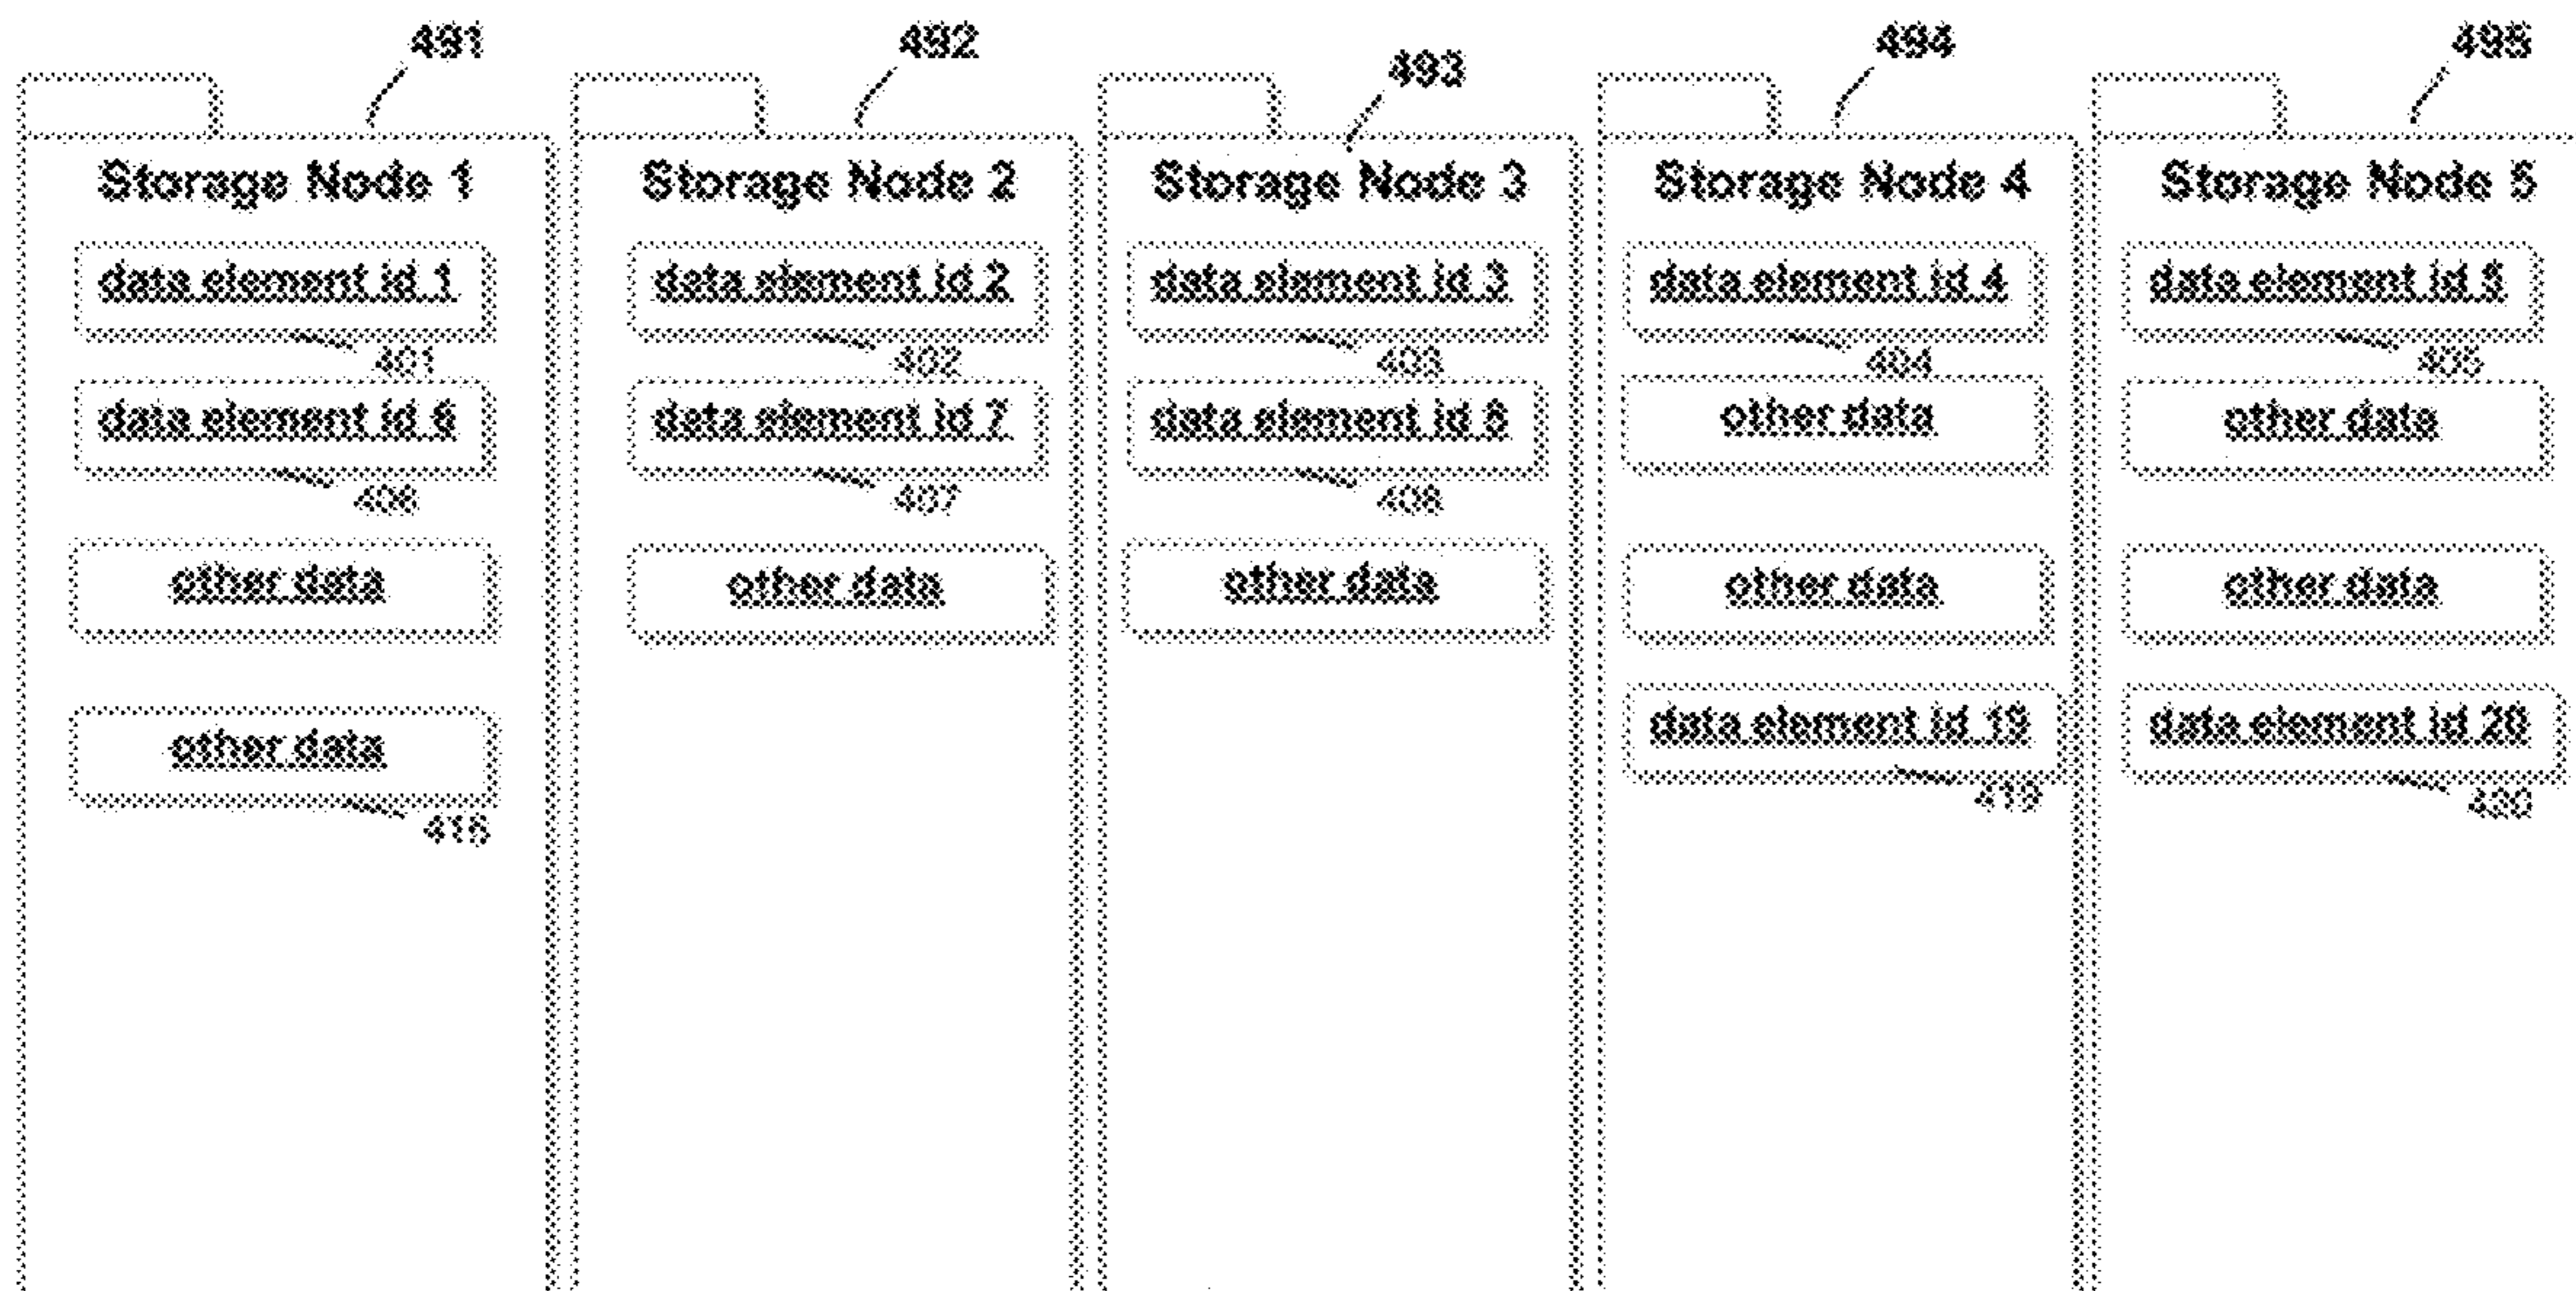 491
492
493
494
495
Storage Node 1
Storage Node 2
Storage Node 3
Storage Node 4
Storage Node 5
data element id 1
data element id 2
data element id 3
data element id 4
data element id 5
401
402
403
404
405
data element id 6
data element id 7
data element id 8
other data
other data
406
407
408
other data
other data
other data
other data
other data
other data
416
data element id 19
data element id 20
419
420